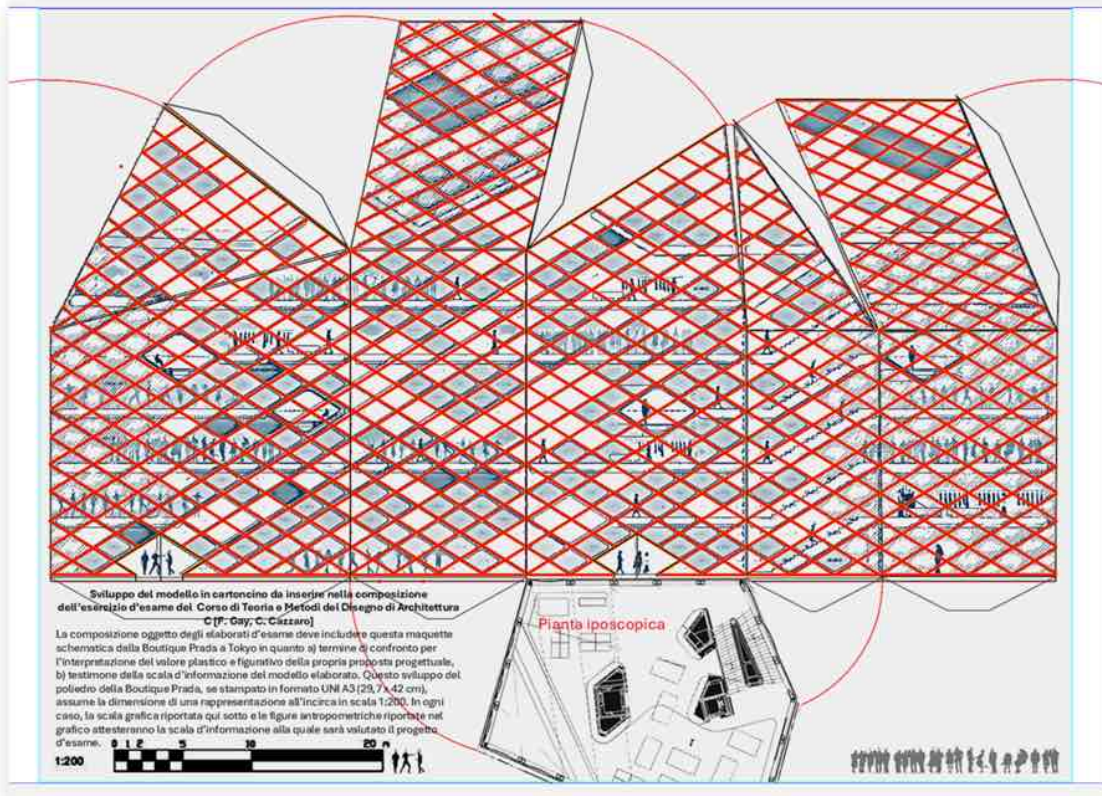 Sviluppo del modello in cartoncino da inserire nella composizione
dell'esercizio d'esame del Corso di Teoria e Metodi del Disegno di Architettura
C [F. Gay, C. Cazzaro]
Pianta iposcopica
La composizione oggetto degli elaborati d'esame deve includere questa maquette
schematica dalla Boutique Prada a Tokyo in quanto a) termine di confronto per
l'interpretazione del valore plastico e figurativo della propria proposta progettuale,
b) testimone della scala d'informazione del modello elaborato. Questo sviluppo del
poliedro della Boutique Prada, se stampato in formato UNI A3 (29,7 x 42 cm),
assume la dimensione di una rappresentazione all'incirca in scala 1:200. In ogni
caso, la scala grafica riportata qui sotto e le figure antropometriche riportate nel
grafico attesteranno la scala d'informazione alla quale sarà valutato il progetto
d'esame.
0 1 2 5 10 20 m
1:200